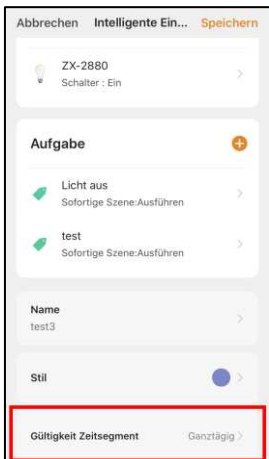 Abbrechen Intelligente Ein... Speichern
ZX-2880
Schalter : Ein
Aufgabe
Licht aus
Sofortige Szene:Ausführen
test
Sofortige Szene:Ausführen
Name
test3
Stil
Gültigkeit Zeitsegment Ganztägig